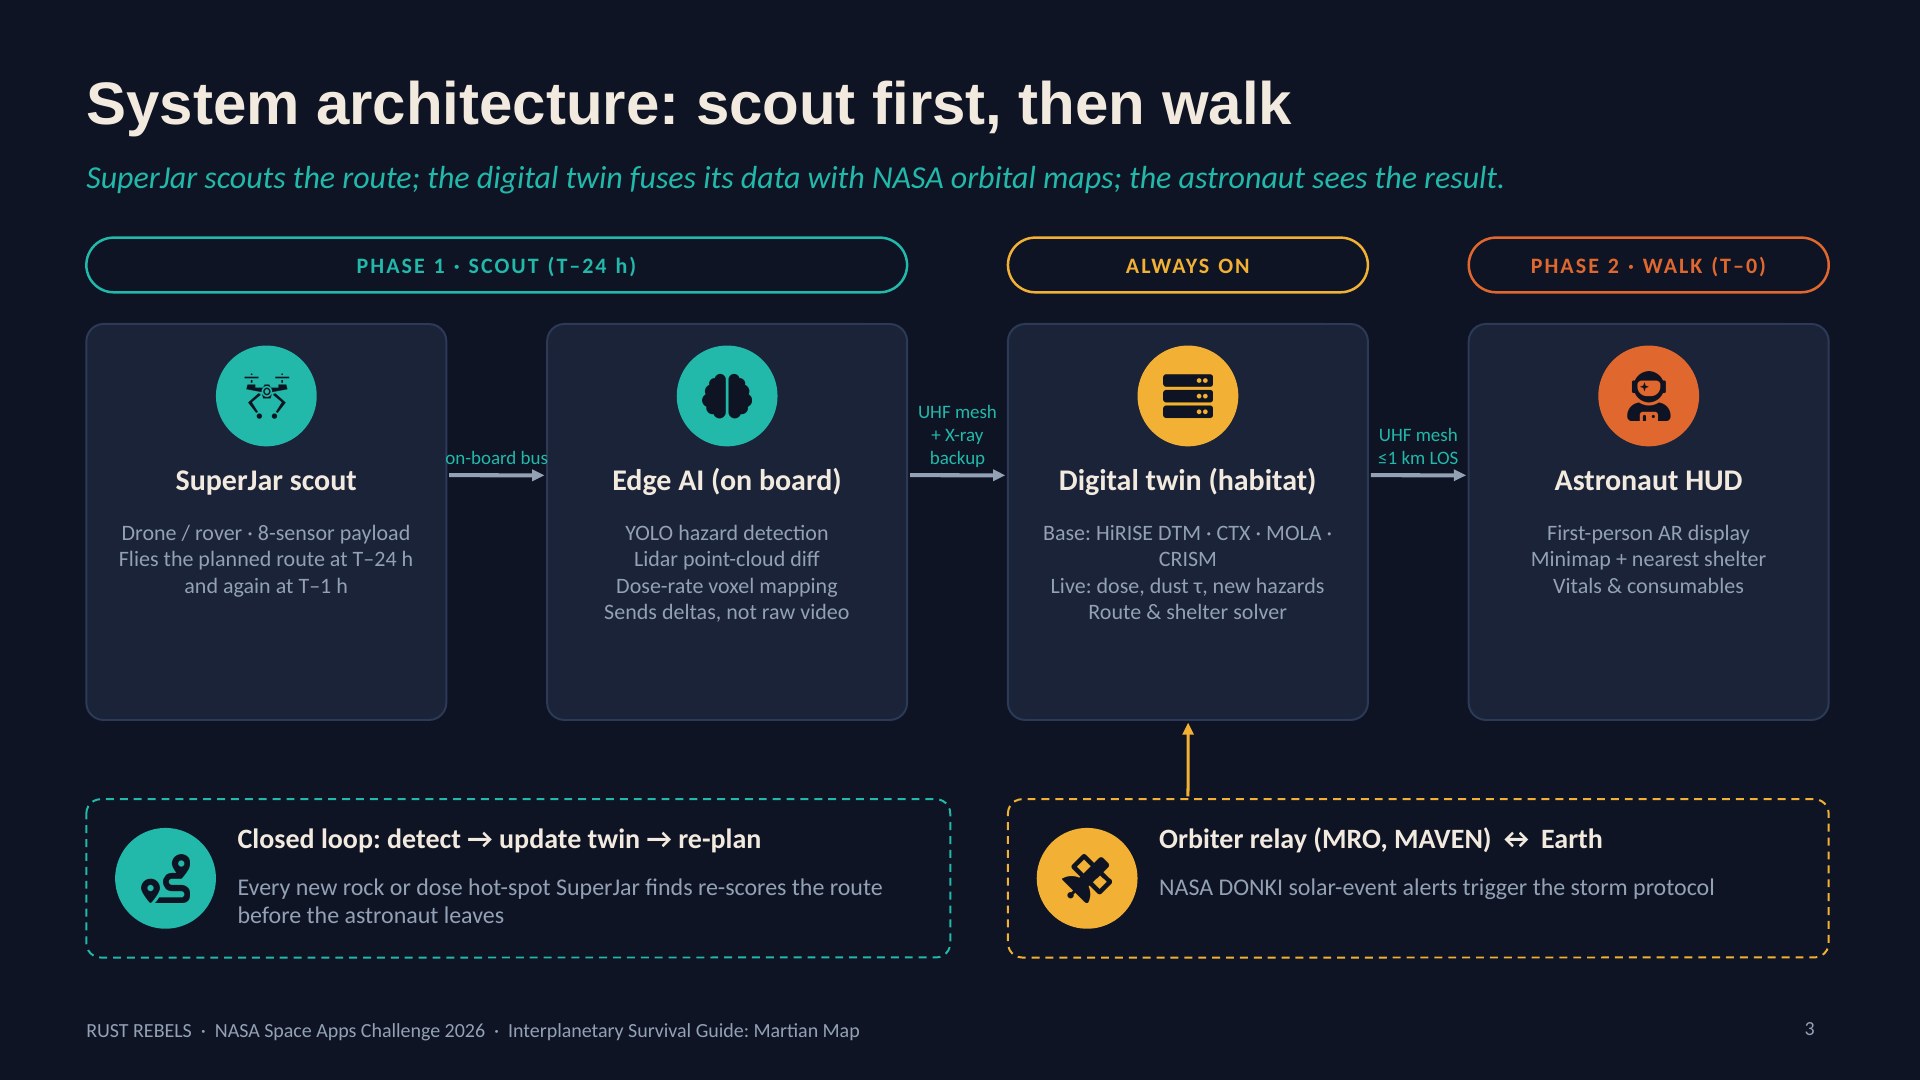 System architecture: scout first, then walk
SuperJar scouts the route; the digital twin fuses its data with NASA orbital maps; the astronaut sees the result.
PHASE 1 · SCOUT (T–24 h)
ALWAYS ON
PHASE 2 · WALK (T–0)
SuperJar scout
Drone / rover · 8-sensor payload
Flies the planned route at T–24 h
and again at T–1 h
on-board bus
Edge AI (on board)
YOLO hazard detection
Lidar point-cloud diff
Dose-rate voxel mapping
Sends deltas, not raw video
UHF mesh
+ X-ray
backup
Digital twin (habitat)
Base: HiRISE DTM · CTX · MOLA ·
CRISM
Live: dose, dust τ, new hazards
Route & shelter solver
UHF mesh
≤1 km LOS
Astronaut HUD
First-person AR display
Minimap + nearest shelter
Vitals & consumables
Closed loop: detect → update twin → re-plan
Every new rock or dose hot-spot SuperJar finds re-scores the route
before the astronaut leaves
Orbiter relay (MRO, MAVEN) ↔ Earth
NASA DONKI solar-event alerts trigger the storm protocol
RUST REBELS · NASA Space Apps Challenge 2026 · Interplanetary Survival Guide: Martian Map
3